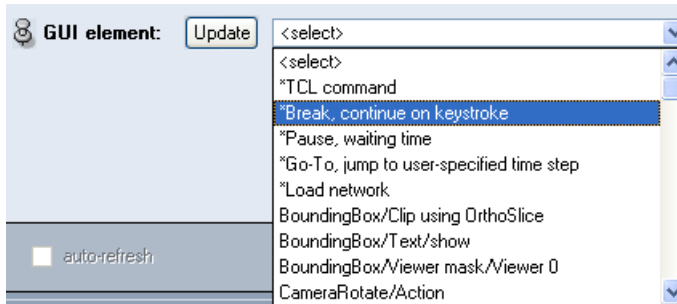 GUI element: Update <select>
<select>
*TCL command
*Break, continue on keystroke
*Pause, waiting time
*Go-To, jump to user-specified time step
*Load network
BoundingBox/Clip using OrthoSlice
BoundingBox/Text/show
auto-refresh
BoundingBox/Viewer mask/Viewer 0
CameraRotate/Action